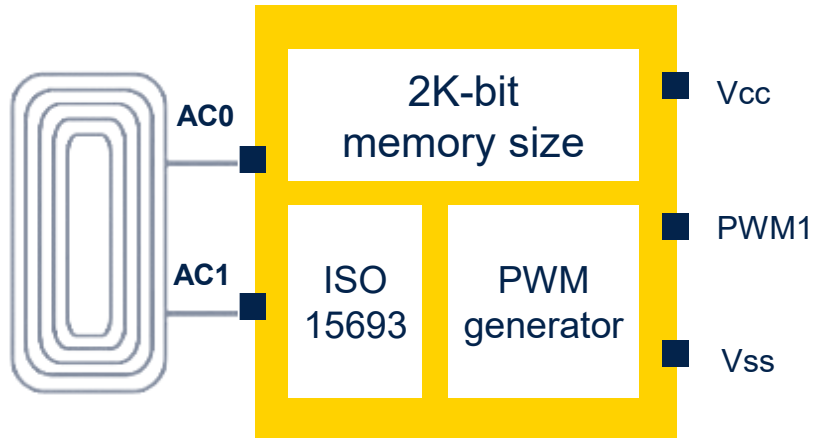 2K-bit
memory size
Vcc
AC0
PWM1
AC1
ISO
15693
PWM
generator
Vss